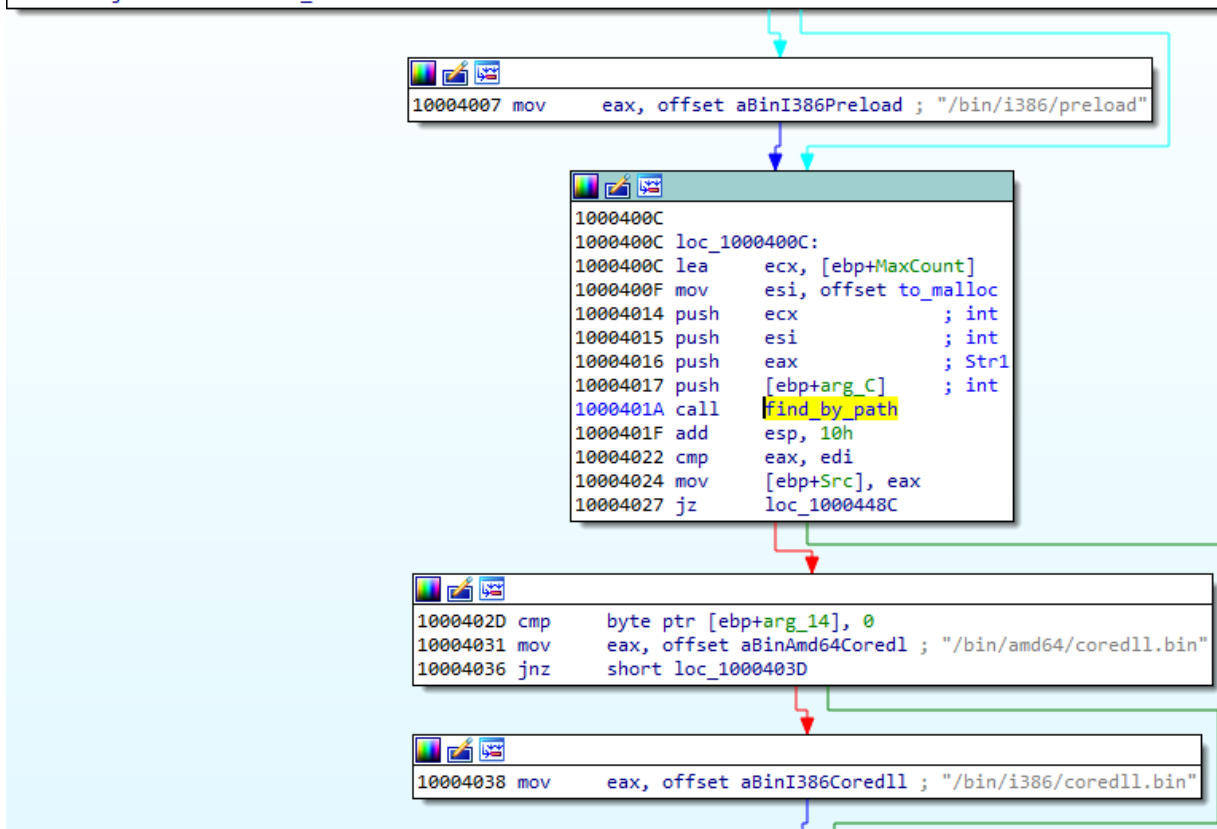 10004007 mov eax, offset aBinI386Preload ; "/bin/i386/preload"
1000400C
1000400C loc_1000400C:
1000400C lea ecx, [ebp+MaxCount]
1000400F mov esi, offset to_malloc
10004014 push ecx ; int
10004015 push esi ; int
10004016 push eax ; Str1
10004017 push [ebp+arg_C] ; int
1000401A call find_by_path
1000401F add esp, 10h
10004022 cmp eax, edi
10004024 mov [ebp+Src], eax
10004027 jz loc_1000448C
1000402D cmp byte ptr [ebp+arg_14], 0
10004031 mov eax, offset aBinAmd64Coredl ; "/bin/amd64/coredll.bin"
10004036 jnz short loc_1000403D
10004038 mov eax, offset aBinI386Coredll ; "/bin/i386/coredll.bin"